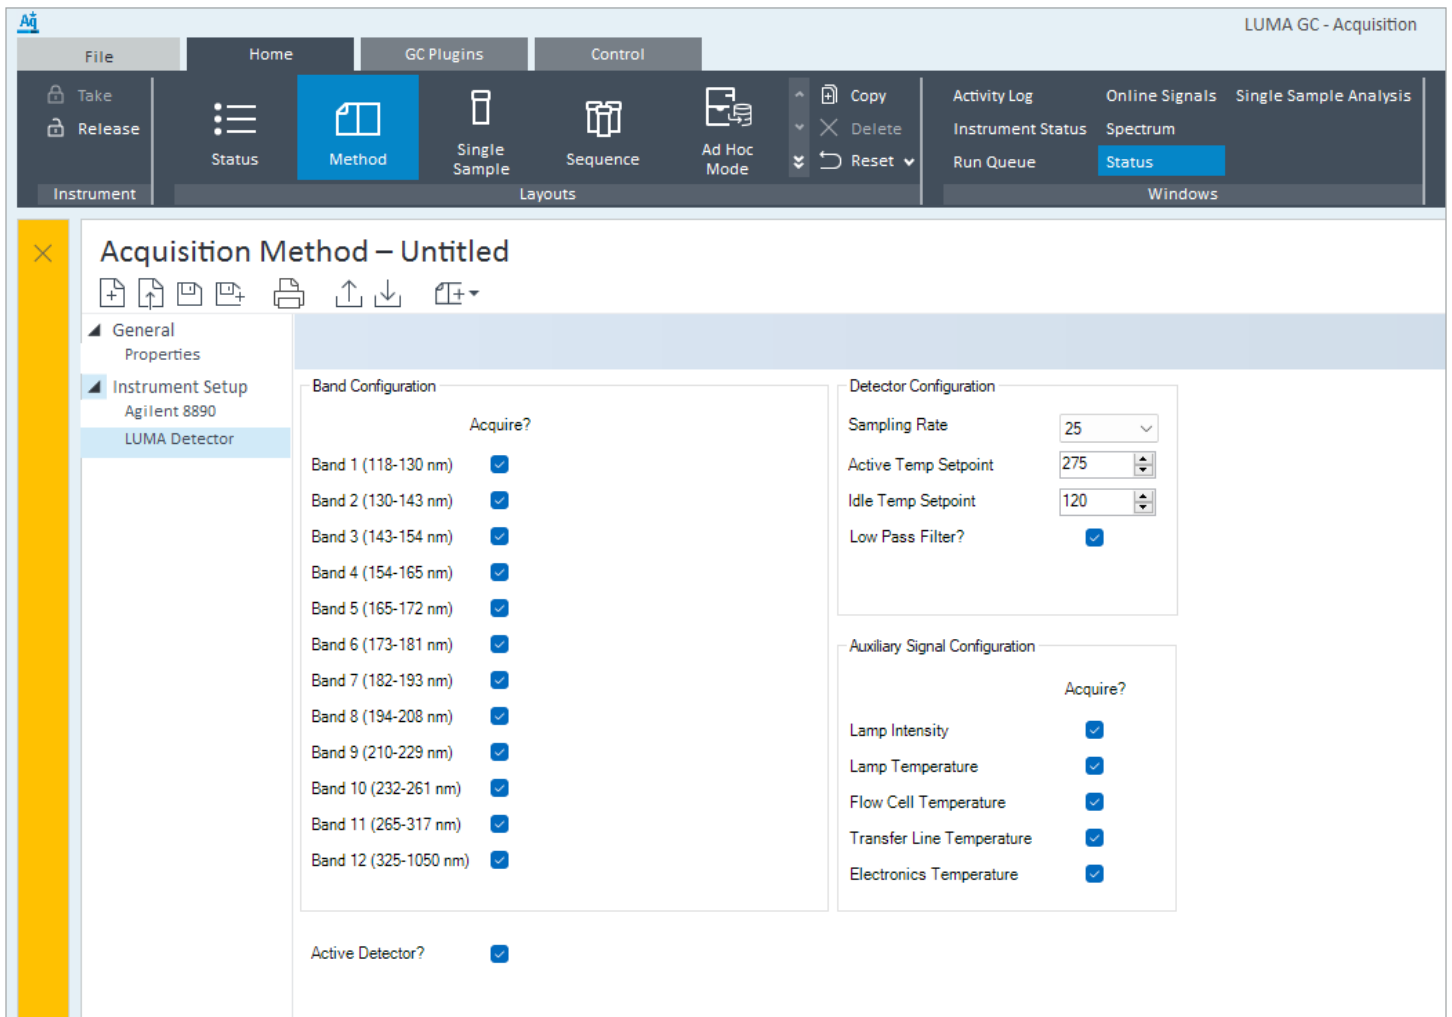 Aq
LUMA GC - Acquisition
File
Home
GC Plugins
Control
Take
Release
Instrument
Status
Method
Single
Sample
Sequence
Ad Hoc
Mode
Layouts
Copy
Delete
Reset
Activity Log
Online Signals
Single Sample Analysis
Instrument Status
Spectrum
Run Queue
Status
Windows
Acquisition Method – Untitled
General
Properties
Instrument Setup
Agilent 8890
LUMA Detector
Band Configuration
Acquire?
Band 1 (118-130 nm)
Band 2 (130-143 nm)
Band 3 (143-154 nm)
Band 4 (154-165 nm)
Band 5 (165-172 nm)
Band 6 (173-181 nm)
Band 7 (182-193 nm)
Band 8 (194-208 nm)
Band 9 (210-229 nm)
Band 10 (232-261 nm)
Band 11 (265-317 nm)
Band 12 (325-1050 nm)
Active Detector?
Detector Configuration
Sampling Rate 25
Active Temp Setpoint 275
Idle Temp Setpoint 120
Low Pass Filter?
Auxiliary Signal Configuration
Acquire?
Lamp Intensity
Lamp Temperature
Flow Cell Temperature
Transfer Line Temperature
Electronics Temperature